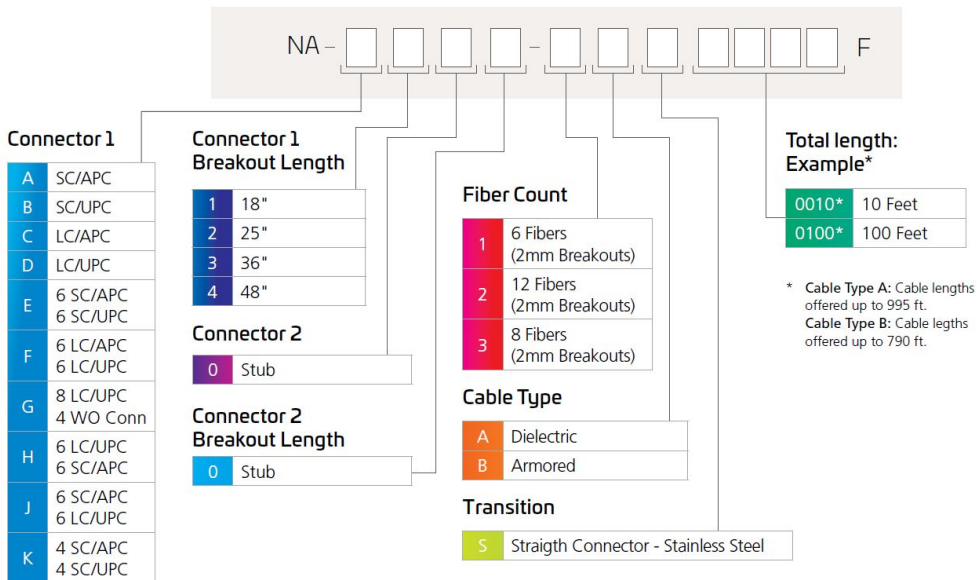 NA - - F
Connector 1
A SC/APC
B SC/UPC
C LC/APC
D LC/UPC
E 6 SC/APC
6 SC/UPC
F 6 LC/APC
6 LC/UPC
G 8 LC/UPC
4 WO Conn
H 6 LC/UPC
6 SC/APC
J 6 SC/APC
6 LC/UPC
K 4 SC/APC
4 SC/UPC
Connector 1
Breakout Length
1 18"
2 25"
3 36"
4 48"
Connector 2
0 Stub
Connector 2
Breakout Length
0 Stub
Fiber Count
1 6 Fibers
(2mm Breakouts)
2 12 Fibers
(2mm Breakouts)
3 8 Fibers
(2mm Breakouts)
Cable Type
A Dielectric
B Armored
Transition
S Straigth Connector - Stainless Steel
Total length:
Example*
0010* 10 Feet
0100* 100 Feet
* Cable Type A: Cable lengths
offered up to 995 ft.
Cable Type B: Cable legths
offered up to 790 ft.